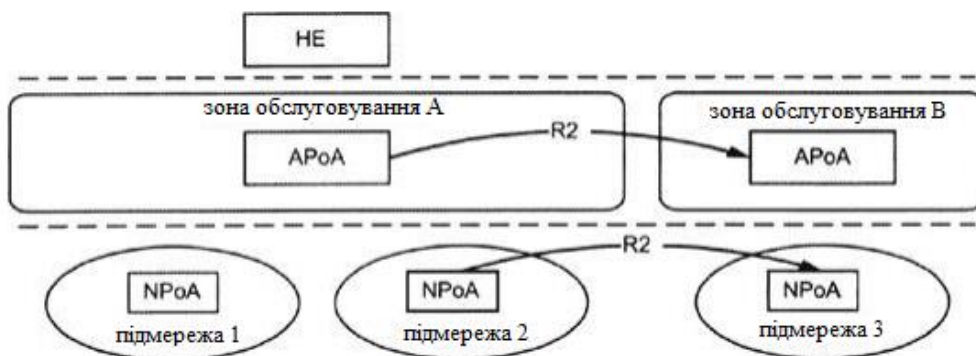 HE
зона обслуговування А
зона обслуговування В
R2
APoA
APoA
R2
NPoA
NPoA
NPoA
підмережа 1
підмережа 2
підмережа 3